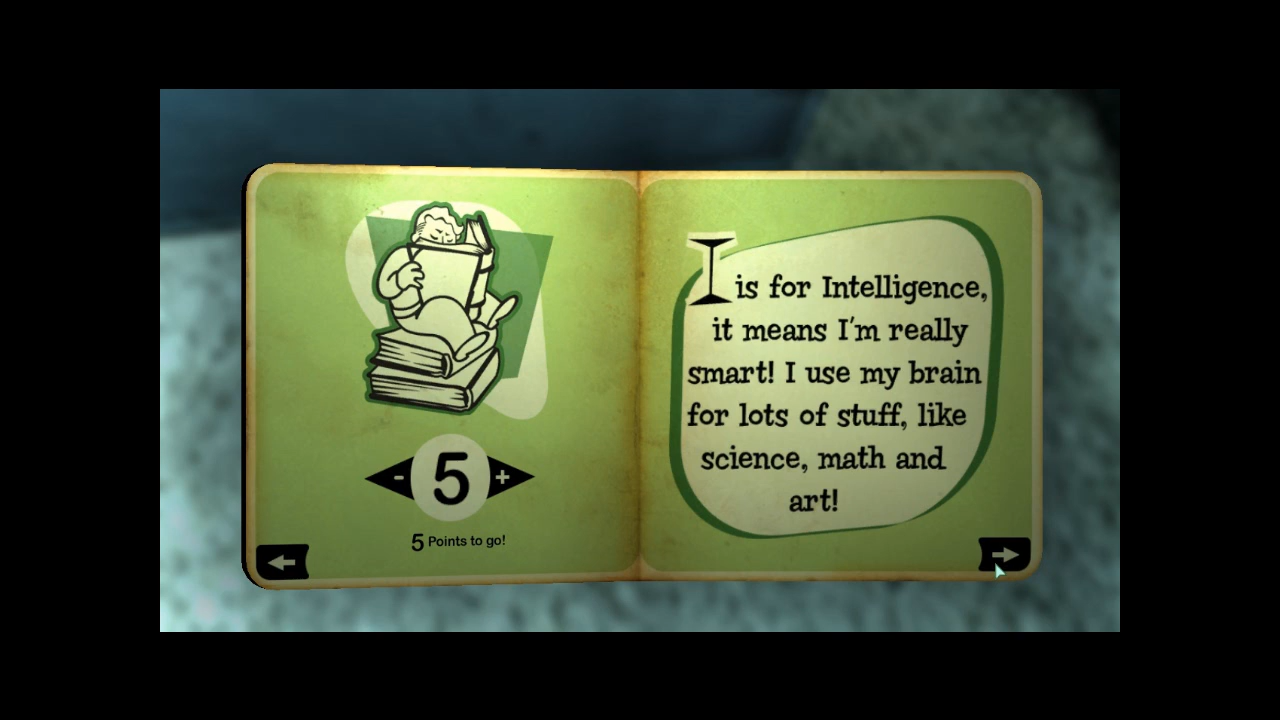 - 5 +
5 Points to go!
I is for Intelligence,
it means I'm really
smart! I use my brain
for lots of stuff, like
science, math and
art!